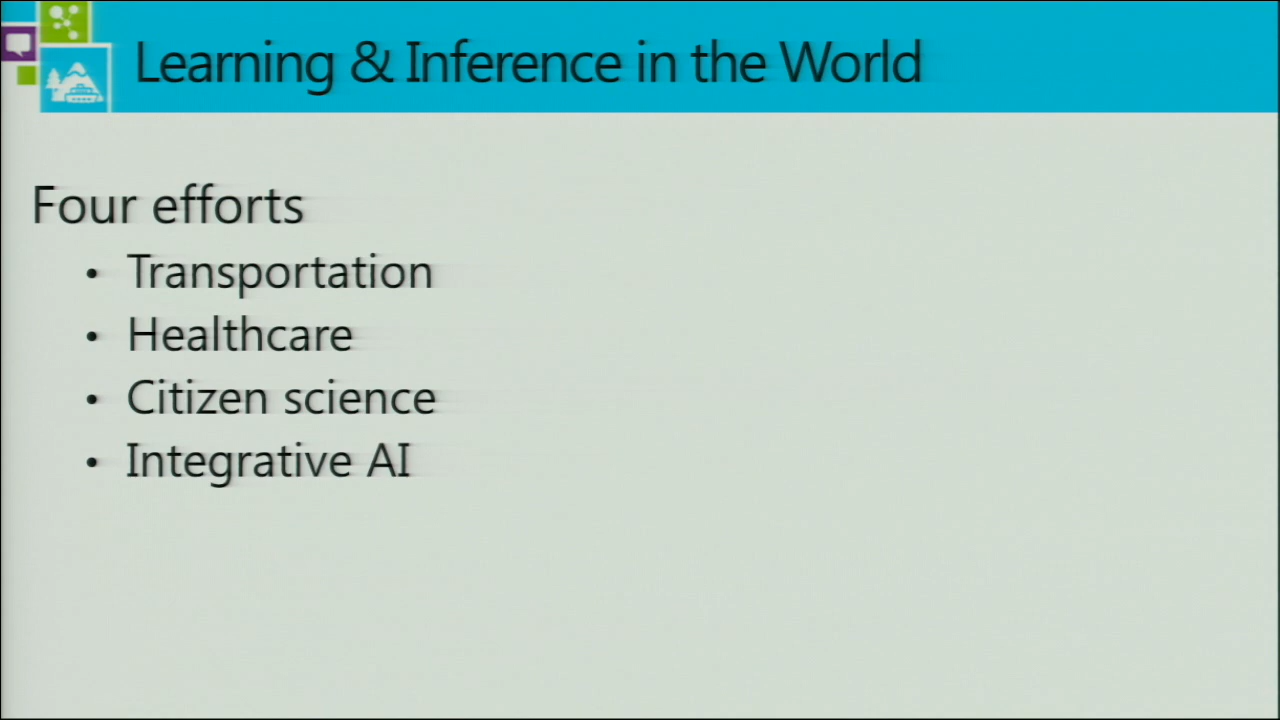 Learning & Inference in the World
Four efforts
• Transportation
• Healthcare
• Citizen science
• Integrative AI